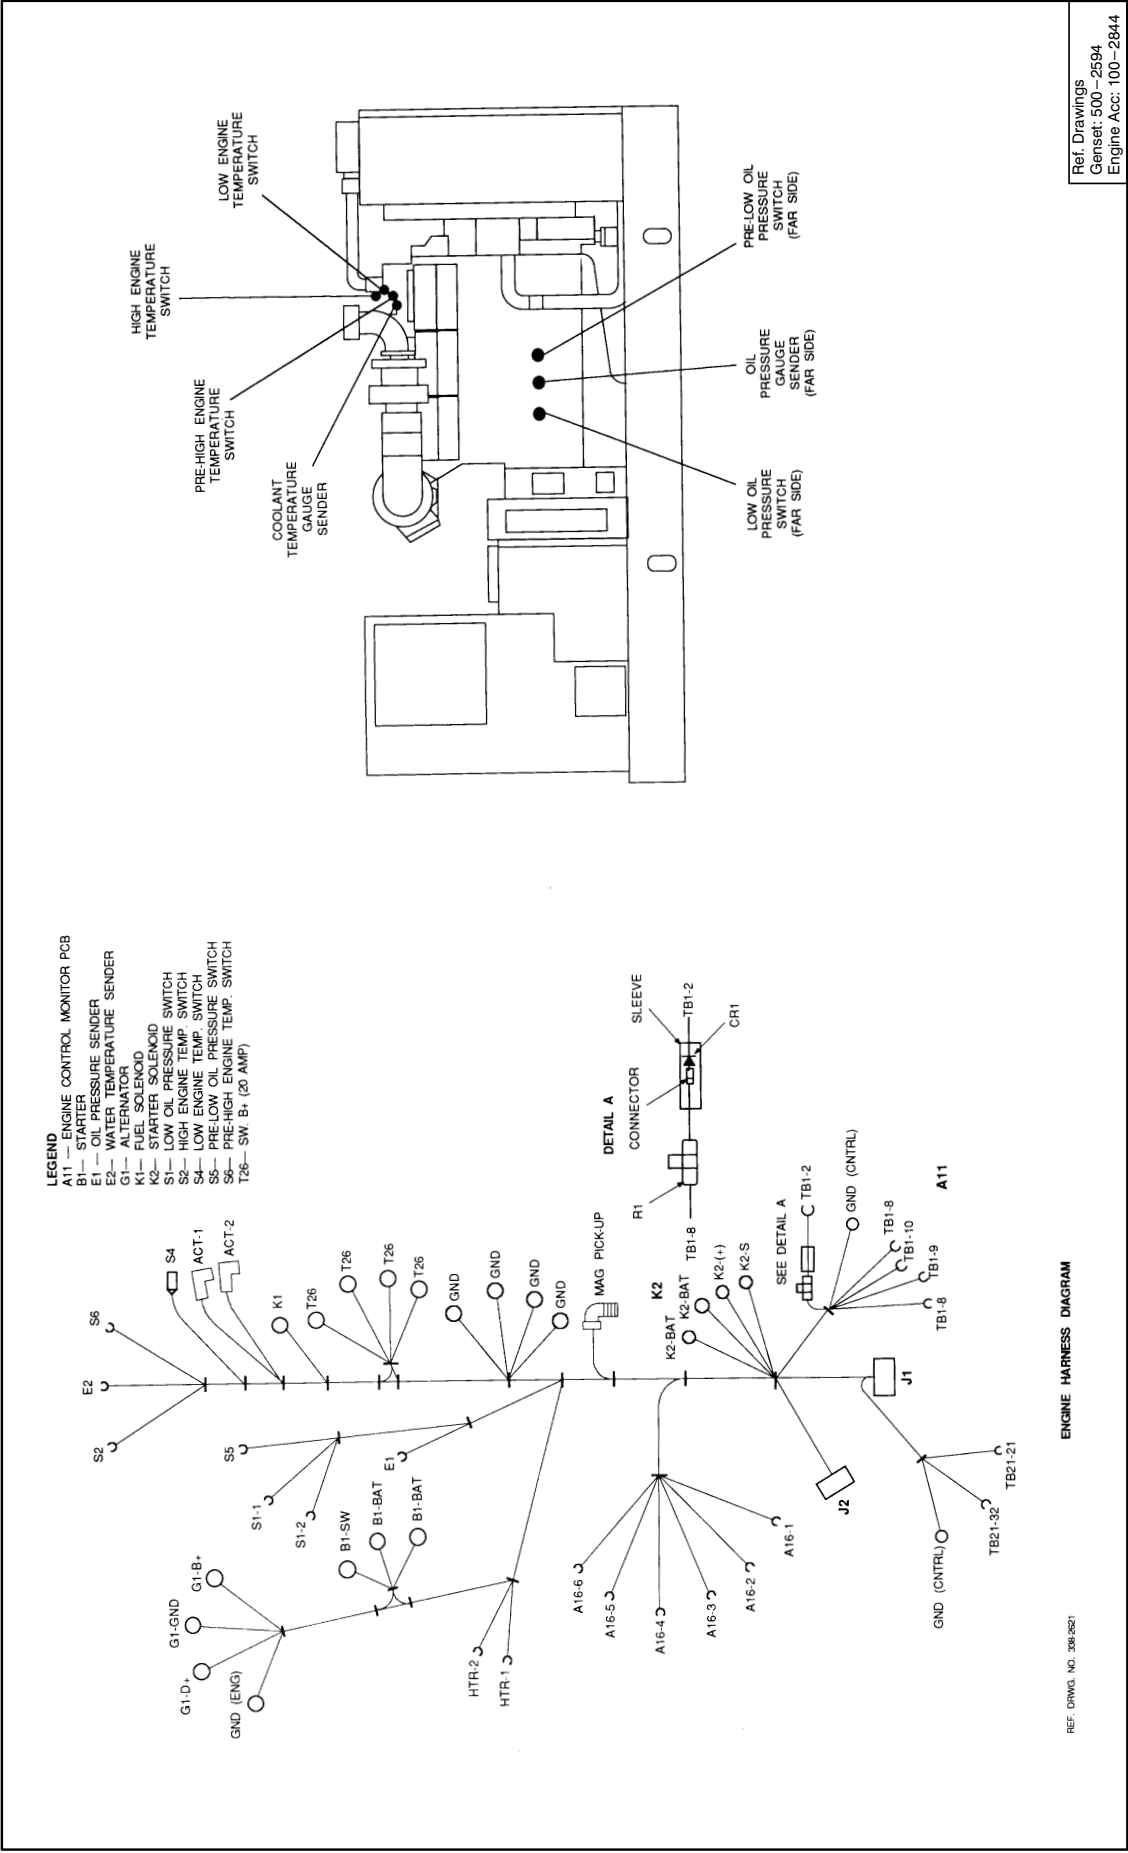 LEGEND
A11 — ENGINE CONTROL MONITOR PCB
B1— STARTER
E1 — OIL PRESSURE SENDER
E2— WATER TEMPERATURE SENDER
G1— ALTERNATOR
K1— FUEL SOLENOID
K2— STARTER SOLENOID
S1— LOW OIL PRESSURE SWITCH
S2— HIGH ENGINE TEMP. SWITCH
S4— LOW ENGINE TEMP. SWITCH
S5— PRE-LOW OIL PRESSURE SWITCH
S6— PRE-HIGH ENGINE TEMP. SWITCH
T26— SW. B+ (20 AMP)
S6
E2
S2
S4
ACT-1
ACT-2
K1
T26
T26
T26
T26
GND
GND
GND
GND
S5
S1-1
S1-2
E1
G1-B+
G1-GND
G1-D+
GND (ENG)
B1-SW
B1-BAT
B1-BAT
HTR-2
HTR-1
MAG PICK-UP
K2
K2-BAT
K2-BAT
K2-(+)
K2-S
A16-6
A16-5
A16-4
A16-3
A16-2
A16-1
DETAIL A
R1
CONNECTOR
SLEEVE
TB1-8
TB1-2
CR1
SEE DETAIL A
TB1-2
GND (CNTRL)
TB1-8
TB1-10
TB1-9
TB1-8
A11
J1
J2
GND (CNTRL)
TB21-32
TB21-21
ENGINE HARNESS DIAGRAM
REF. DRWG. NO. 338-2621
LOW ENGINE
TEMPERATURE
SWITCH
HIGH ENGINE
TEMPERATURE
SWITCH
PRE-HIGH ENGINE
TEMPERATURE
SWITCH
COOLANT
TEMPERATURE
GAUGE
SENDER
LOW OIL
PRESSURE
SWITCH
(FAR SIDE)
OIL
PRESSURE
GAUGE
SENDER
(FAR SIDE)
PRE-LOW OIL
PRESSURE
SWITCH
(FAR SIDE)
Ref. Drawings
Genset: 500–2594
Engine Acc: 100–2844